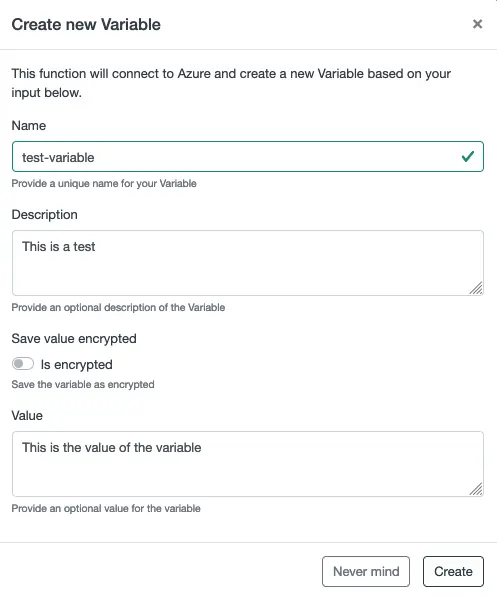 Create new Variable
This function will connect to Azure and create a new Variable based on your
input below.
Name
test-variable
Provide a unique name for your Variable
Description
This is a test
Provide an optional description of the Variable
Save value encrypted
Is encrypted
Save the variable as encrypted
Value
This is the value of the variable
Provide an optional value for the variable
Never mind
Create